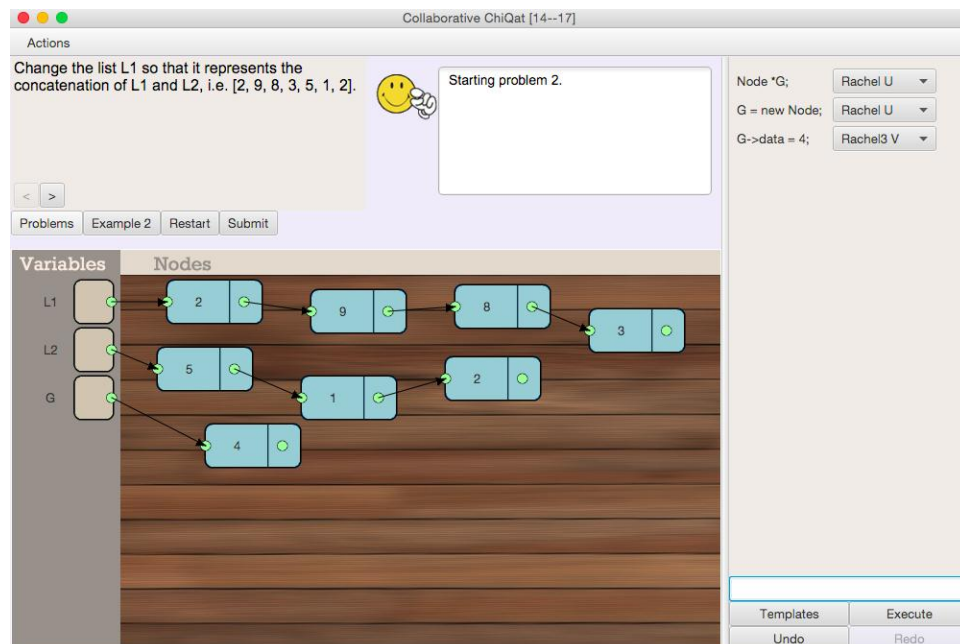 Collaborative ChiQat [14--17]
Actions
Change the list L1 so that it represents the
concatenation of L1 and L2, i.e. [2, 9, 8, 3, 5, 1, 2].
Starting problem 2.
< >
Problems Example 2 Restart Submit
Node *G; Rachel U
G = new Node; Rachel U
G->data = 4; Rachel3 V
Variables Nodes
L1 2 9 8 3
L2 5 1 2
G 4
Templates Execute
Undo Redo